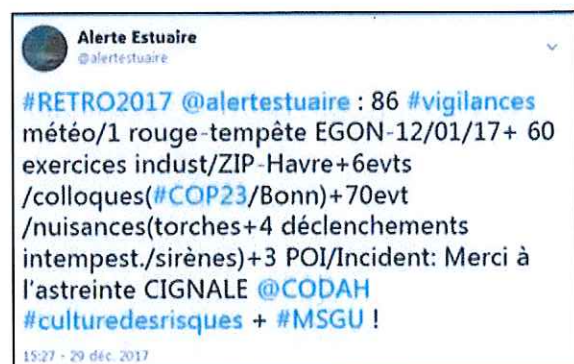 Alerte Estuaire
@alertestuaire
#RETRO2017 @alertestuaire : 86 #vigilances
météo/1 rouge-tempête EGON-12/01/17+ 60
exercices indust/ZIP-Havre+6evts
/colloques(#COP23/Bonn)+70evt
/nuisances(torches+4 déclenchements
intempest./sirènes)+3 POI/Incident: Merci à
l'astreinte CIGNALE @CODAH
#culturedesrisques + #MSGU !
15:27 - 29 déc. 2017